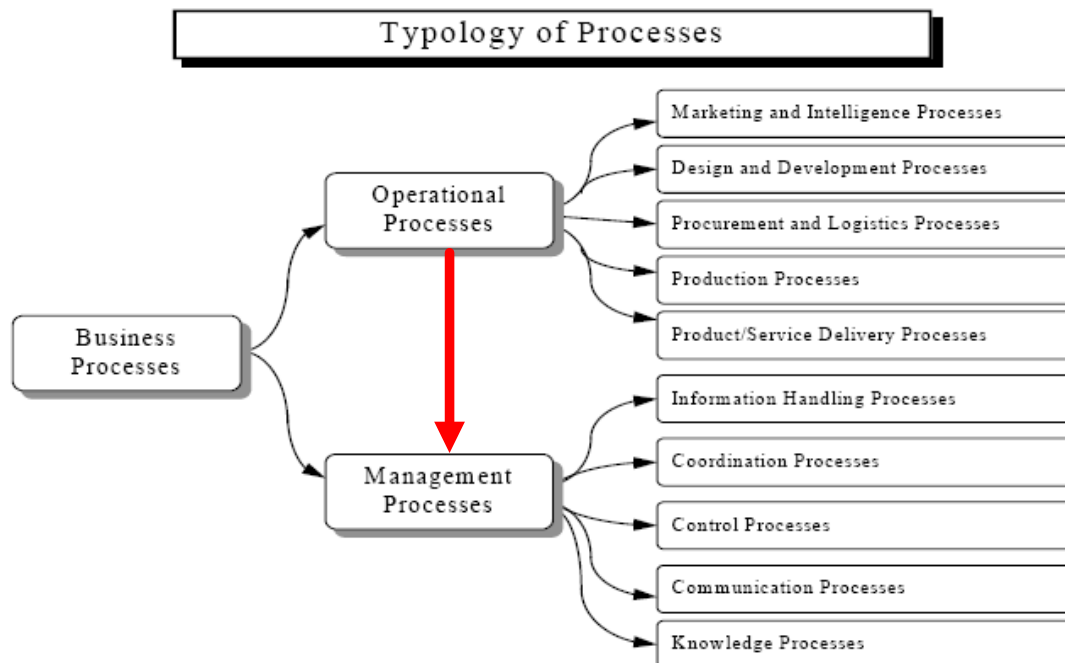 Typology of Processes
Marketing and Intelligence Processes
Design and Development Processes
Operational
Processes
Procurement and Logistics Processes
Production Processes
Product/Service Delivery Processes
Business
Processes
Information Handling Processes
Coordination Processes
Management
Processes
Control Processes
Communication Processes
Knowledge Processes